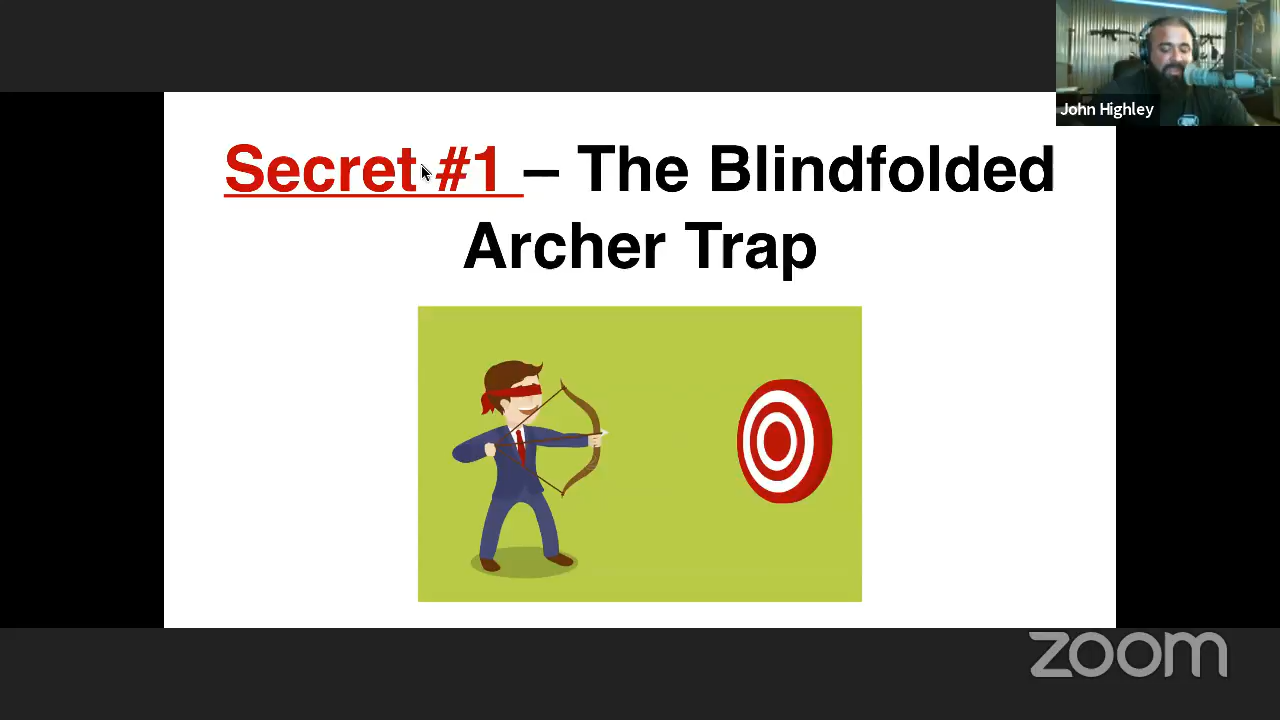 John Highley
Secret #1 – The Blindfolded
Archer Trap
zoom